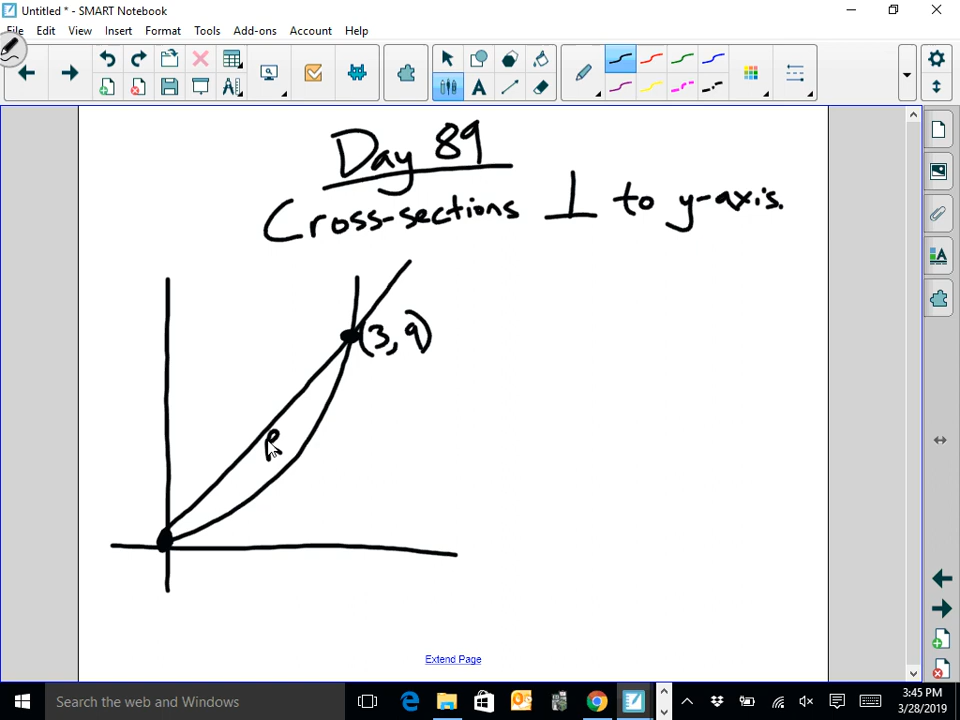 Untitled * - SMART Notebook
File Edit View Insert Format Tools Add-ons Account Help
Day 89
Cross-sections ⊥ to y-axis.
(3, 9)
R
Extend Page
Search the web and Windows
3:45 PM
3/28/2019